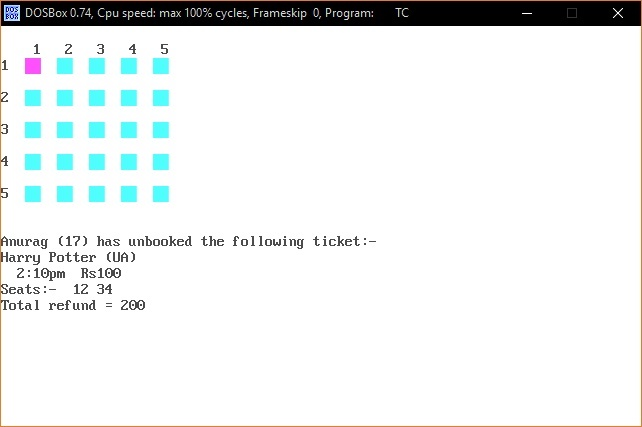 DOS BOX DOSBox 0.74, Cpu speed: max 100% cycles, Frameskip 0, Program: TC
1 2 3 4 5
1
2
3
4
5
Anurag (17) has unbooked the following ticket:-
Harry Potter (UA)
2:10pm Rs100
Seats:- 12 34
Total refund = 200